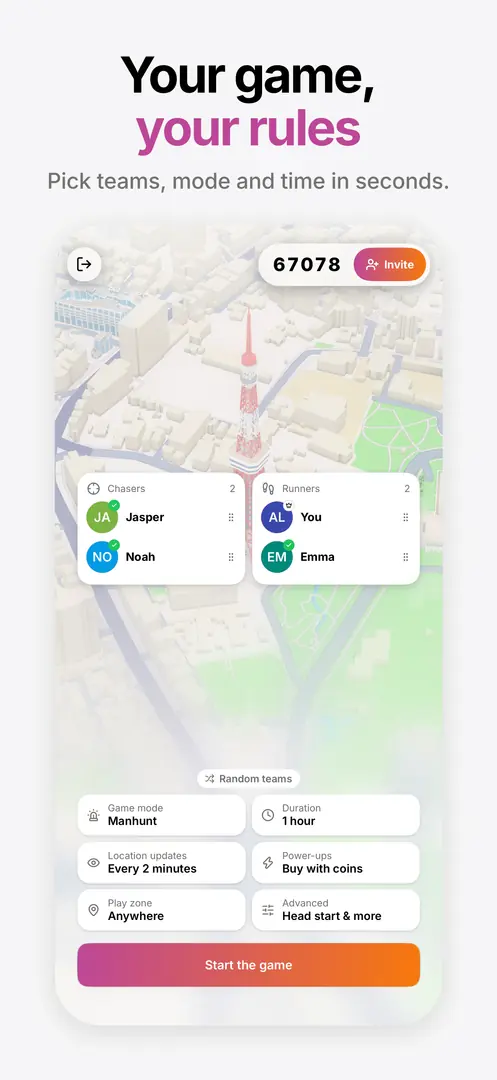 Your game,
your rules
Pick teams, mode and time in seconds.
67078
Invite
Chasers 2
JA Jasper
NO Noah
Runners 2
AL You
EM Emma
Random teams
Game mode
Manhunt
Duration
1 hour
Location updates
Every 2 minutes
Power-ups
Buy with coins
Play zone
Anywhere
Advanced
Head start & more
Start the game